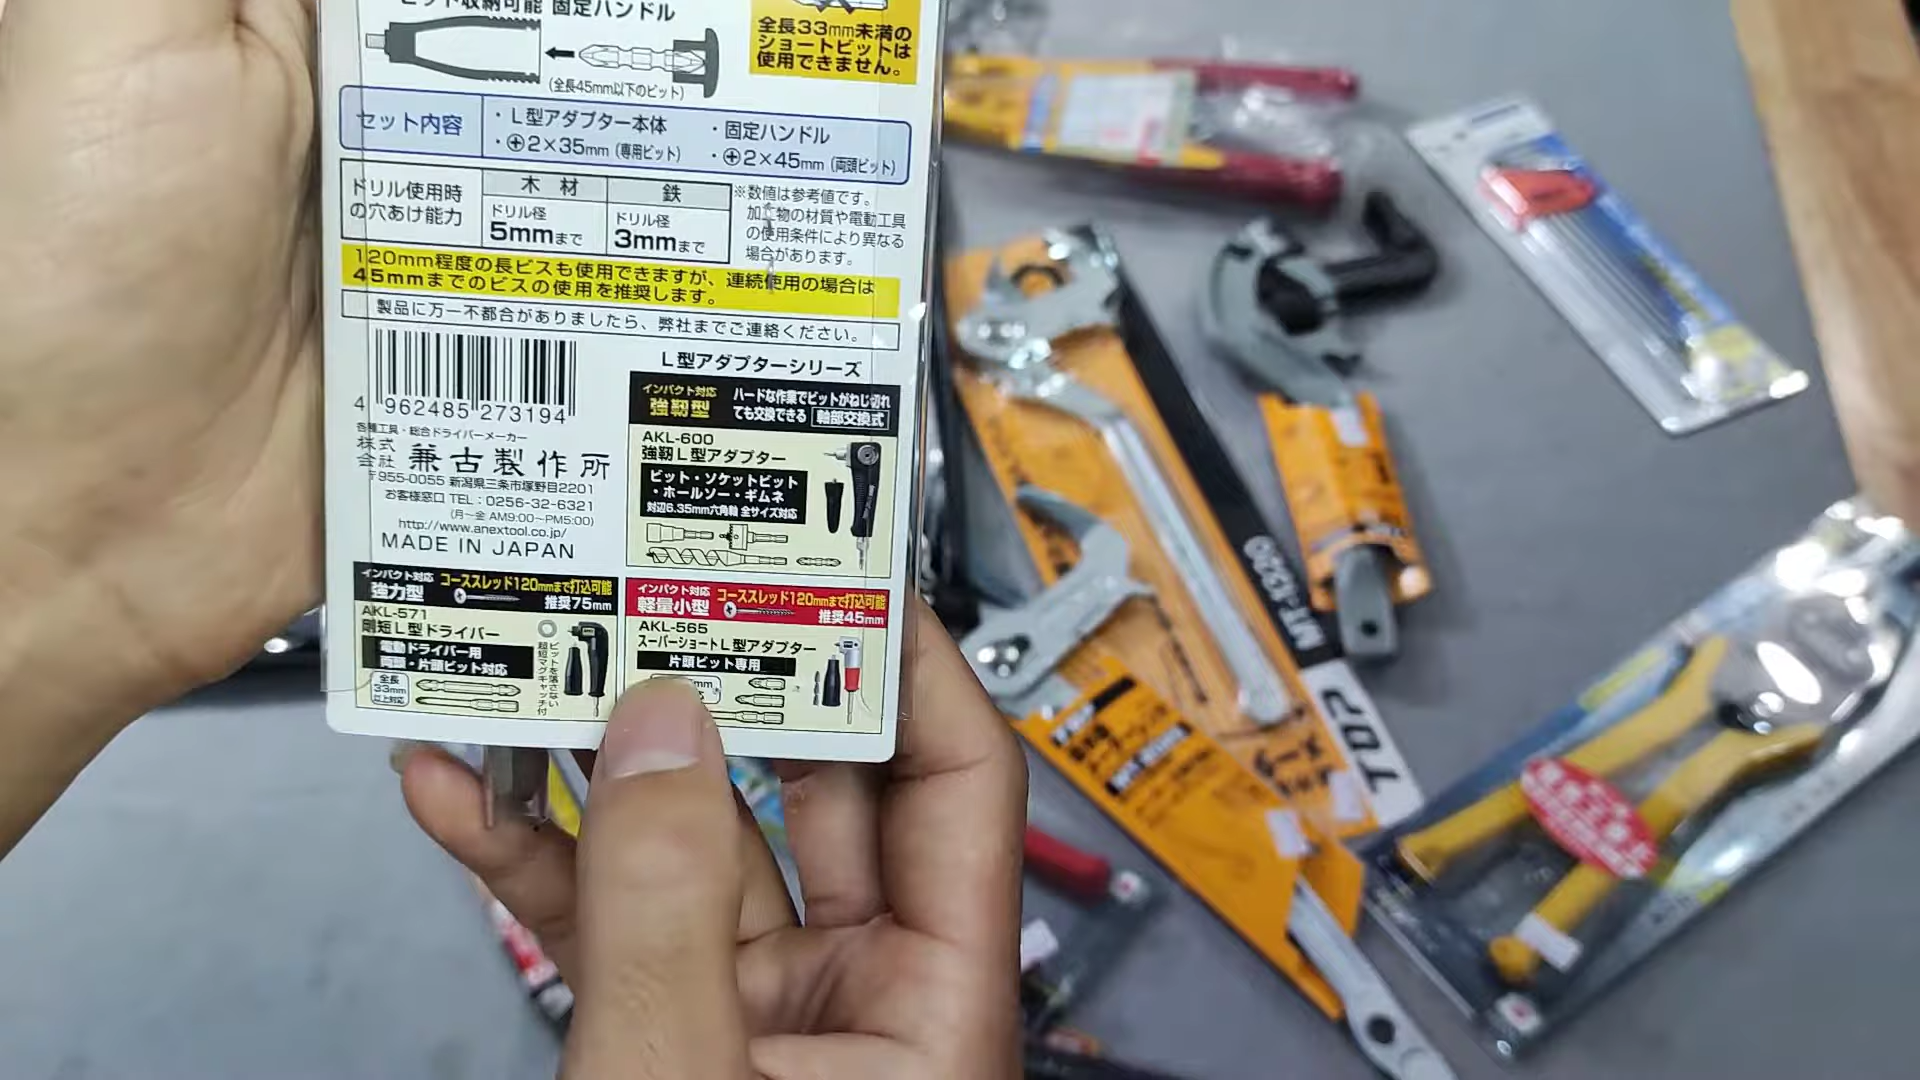 ビット収納可能 固定ハンドル
(全長45mm以下のビット)
全長33mm未満の
ショートビットは
使用できません。
セット内容
・L型アダプター本体
・固定ハンドル
・⊕2×35mm (専用ビット)
・⊕2×45mm (両頭ビット)
ドリル使用時
の穴あけ能力
木 材
鉄
ドリル径
5mmまで
ドリル径
3mmまで
※数値は参考値です。
加工物の材質や電動工具
の使用条件により異なる
場合があります。
120mm程度の長ビスも使用できますが、連続使用の場合は
45mmまでのビスの使用を推奨します。
製品に万一不都合がありましたら、弊社までご連絡ください。
4 962485 273194
各種工具・総合ドライバーメーカー
株式会社 兼古製作所
〒955-0055 新潟県三条市塚野目2201
お客様窓口 TEL:0256-32-6321
(月〜金 AM9:00〜PM5:00)
http://www.anextool.co.jp/
MADE IN JAPAN
L型アダプターシリーズ
インパクト対応
強靭型
ハードな作業でビットがねじ切れ
ても交換できる 軸部交換式
AKL-600
強靭L型アダプター
ビット・ソケットビット
・ホールソー・ギムネ
対辺6.35mm六角軸 全サイズ対応
インパクト対応
強力型
コーススレッド120mmまで打込可能
推奨75mm
AKL-571
剛短L型ドライバー
電動ドライバー用
両頭・片頭ビット対応
全長
33mm
以上対応
ビットを落さない
超短マグキャッチ付
インパクト対応
軽量小型
コーススレッド120mmまで打込可能
推奨45mm
AKL-565
スーパーショートL型アダプター
片頭ビット専用
TOP